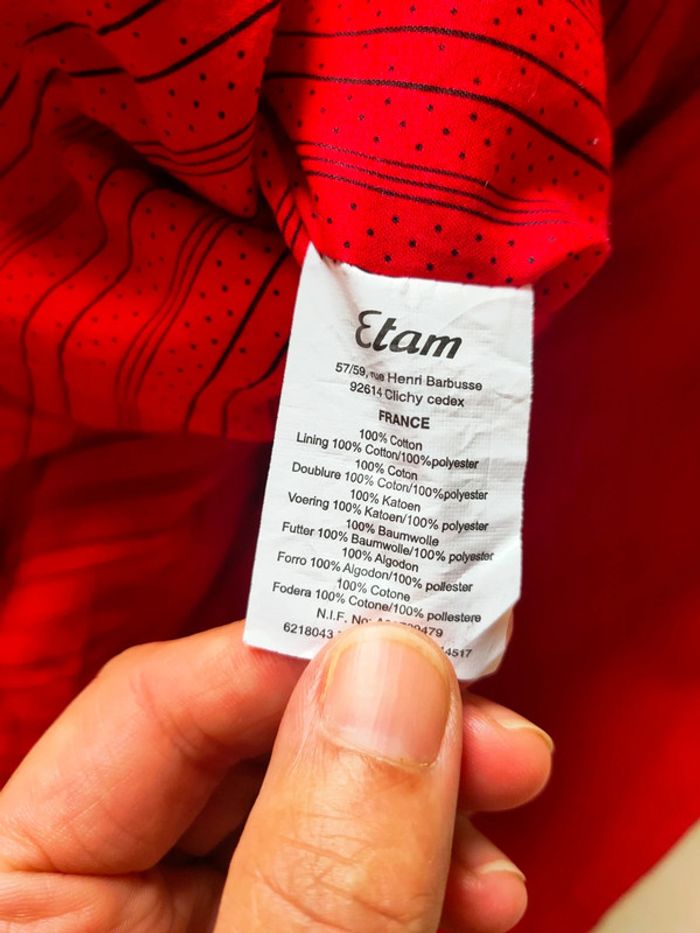 Etam
57/59, rue Henri Barbusse
92614 Clichy cedex
FRANCE
100% Cotton
Lining 100% Cotton/100%polyester
100% Coton
Doublure 100% Coton/100%polyester
100% Katoen
Voering 100% Katoen/100% polyester
100% Baumwolle
Futter 100% Baumwolle/100% polyester
100% Algodon
Forro 100% Algodon/100% poliester
100% Cotone
Fodera 100% Cotone/100% poliestere
N.I.F. No:
6218043